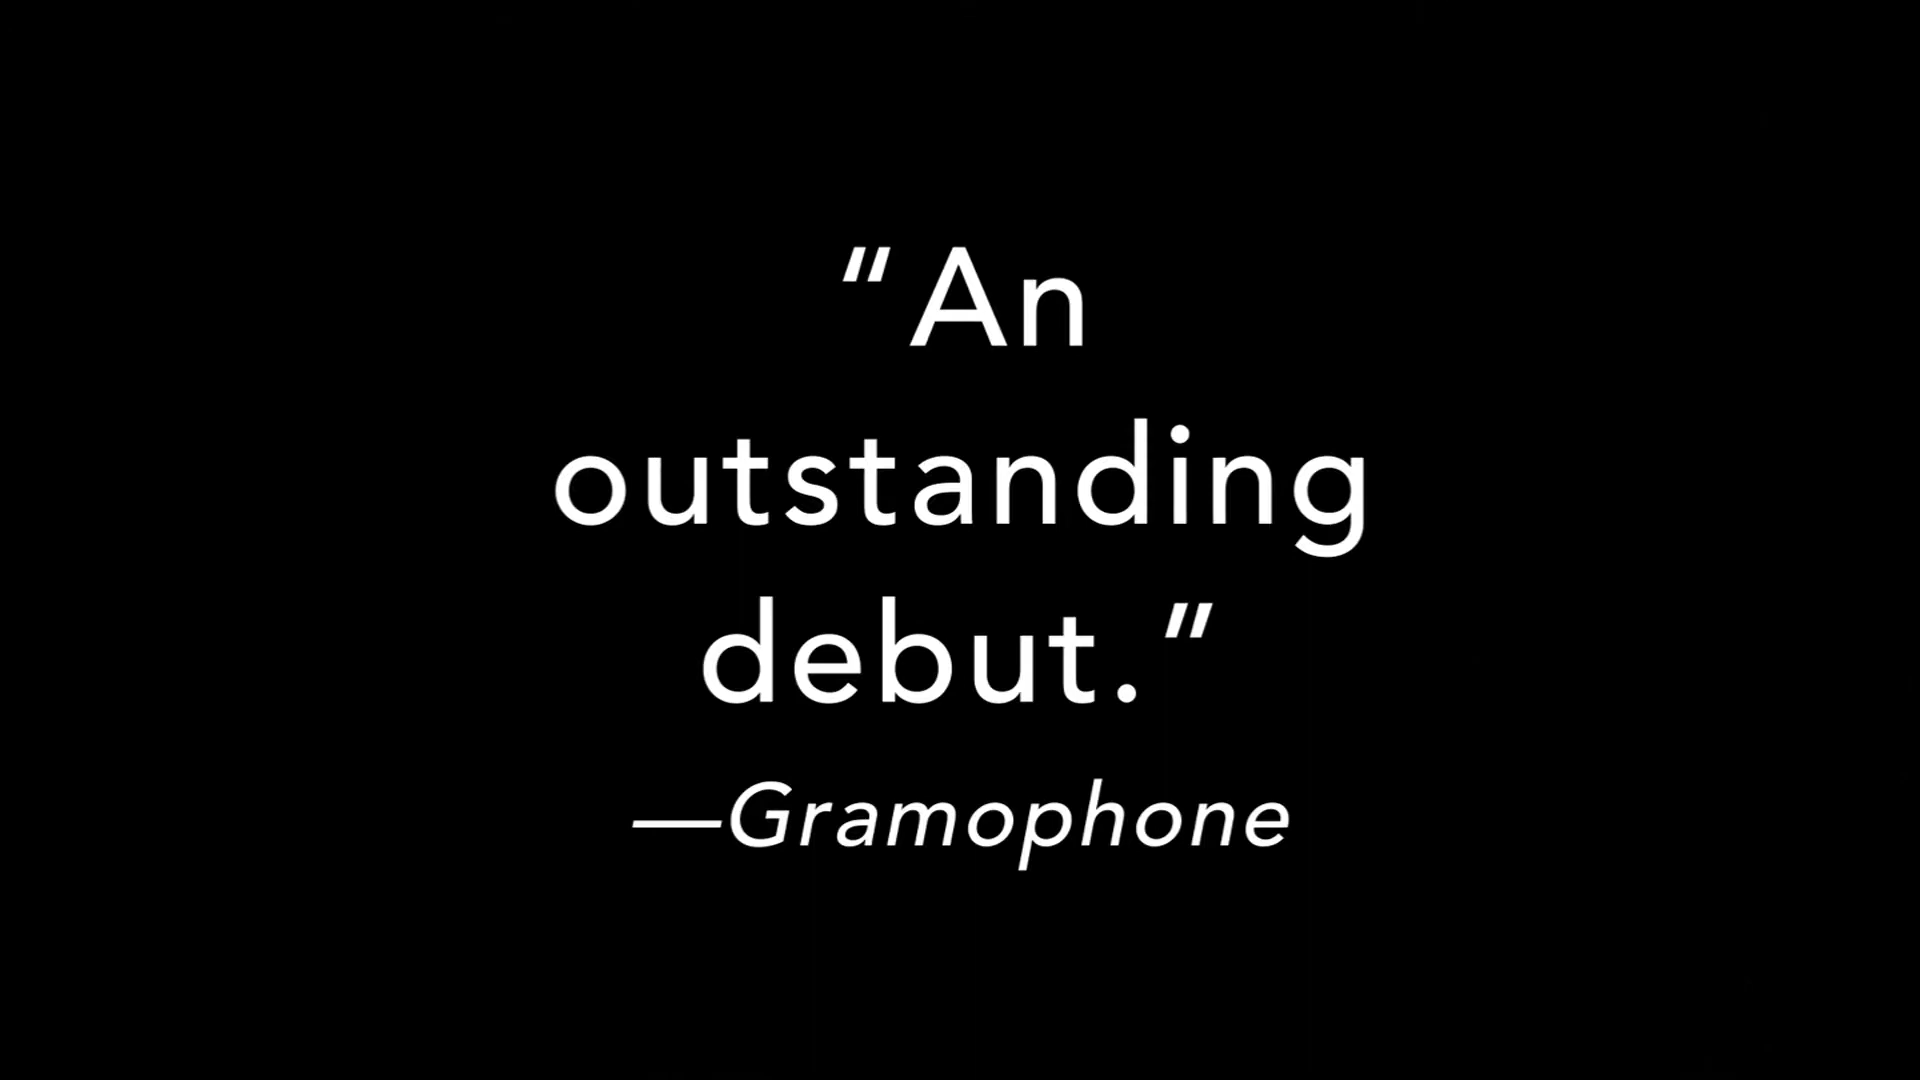 “An
outstanding
debut.”
—Gramophone